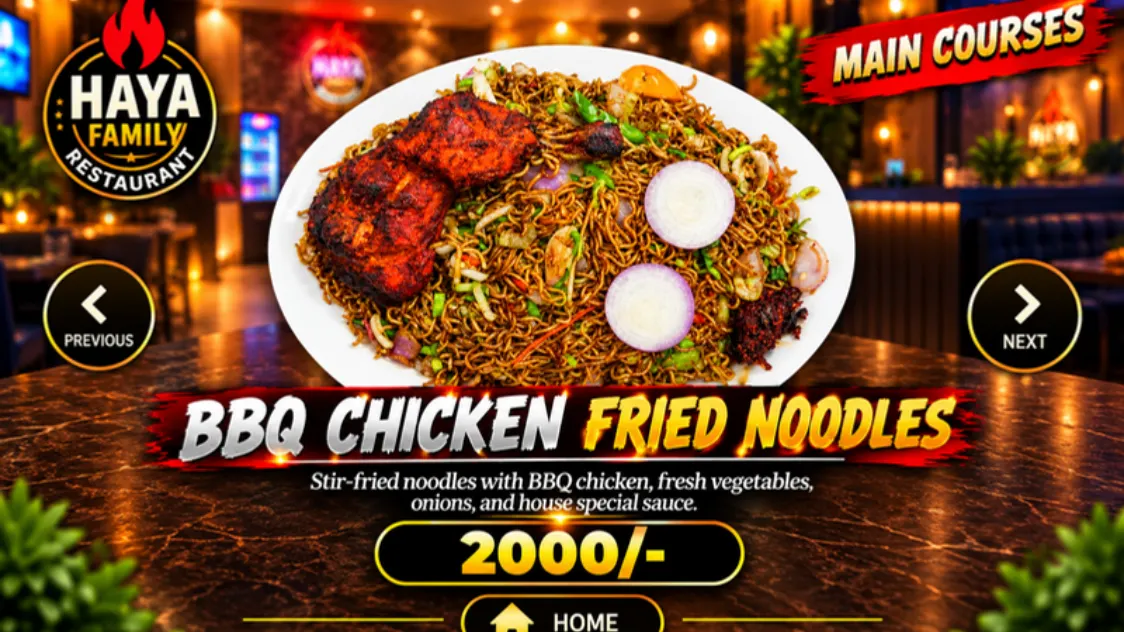 HAYA
FAMILY
RESTAURANT
MAIN COURSES
HAYA
PREVIOUS
NEXT
BBQ CHICKEN FRIED NOODLES
Stir-fried noodles with BBQ chicken, fresh vegetables,
onions, and house special sauce.
2000/-
HOME